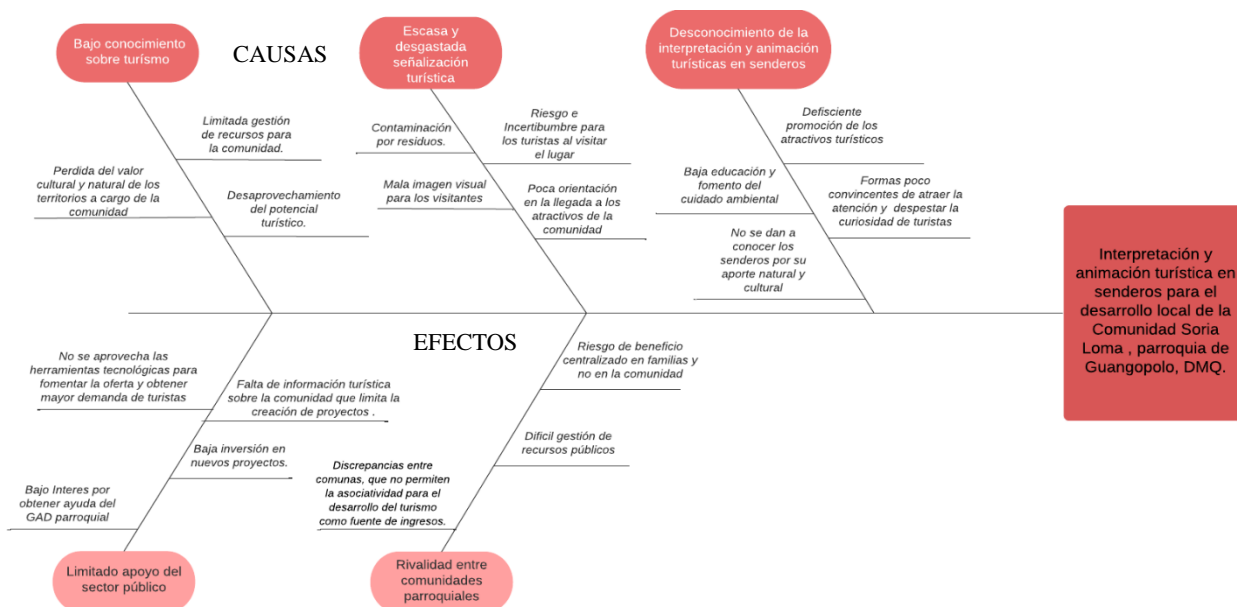 Bajo conocimiento
sobre turísmo
CAUSAS
Escasa y
desgastada
señalización
turística
Desconocimiento de la
interpretación y animación
turísticas en senderos
Limitada gestión
de recursos para
la comunidad.
Perdida del valor
cultural y natural de los
territorios a cargo de la
comunidad
Desaprovechamiento
del potencial
turístico.
Contaminación
por residuos.
Mala imagen visual
para los visitantes
Riesgo e
Incertibumbre para
los turistas al visitar
el lugar
Poca orientación
en la llegada a los
atractivos de la
comunidad
Defisciente
promoción de los
atractivos turísticos
Baja educación y
fomento del
cuidado ambiental
Formas poco
convincentes de atraer la
atención y despestar la
curiosidad de turistas
No se dan a
conocer los
senderos por su
aporte natural y
cultural
Interpretación y
animación turística en
senderos para el
desarrollo local de la
Comunidad Soria
Loma , parroquia de
Guangopolo, DMQ.
EFECTOS
No se aprovecha las
herramientas tecnológicas para
fomentar la oferta y obtener
mayor demanda de turistas
Falta de información turística
sobre la comunidad que limita la
creación de proyectos .
Baja inversión en
nuevos proyectos.
Bajo Interes por
obtener ayuda del
GAD parroquial
Limitado apoyo del
sector público
Riesgo de beneficio
centralizado en familias y
no en la comunidad
Dificil gestión de
recursos públicos
Discrepancias entre
comunas, que no permiten
la asociatividad para el
desarrollo del turismo
como fuente de ingresos.
Rivalidad entre
comunidades
parroquiales